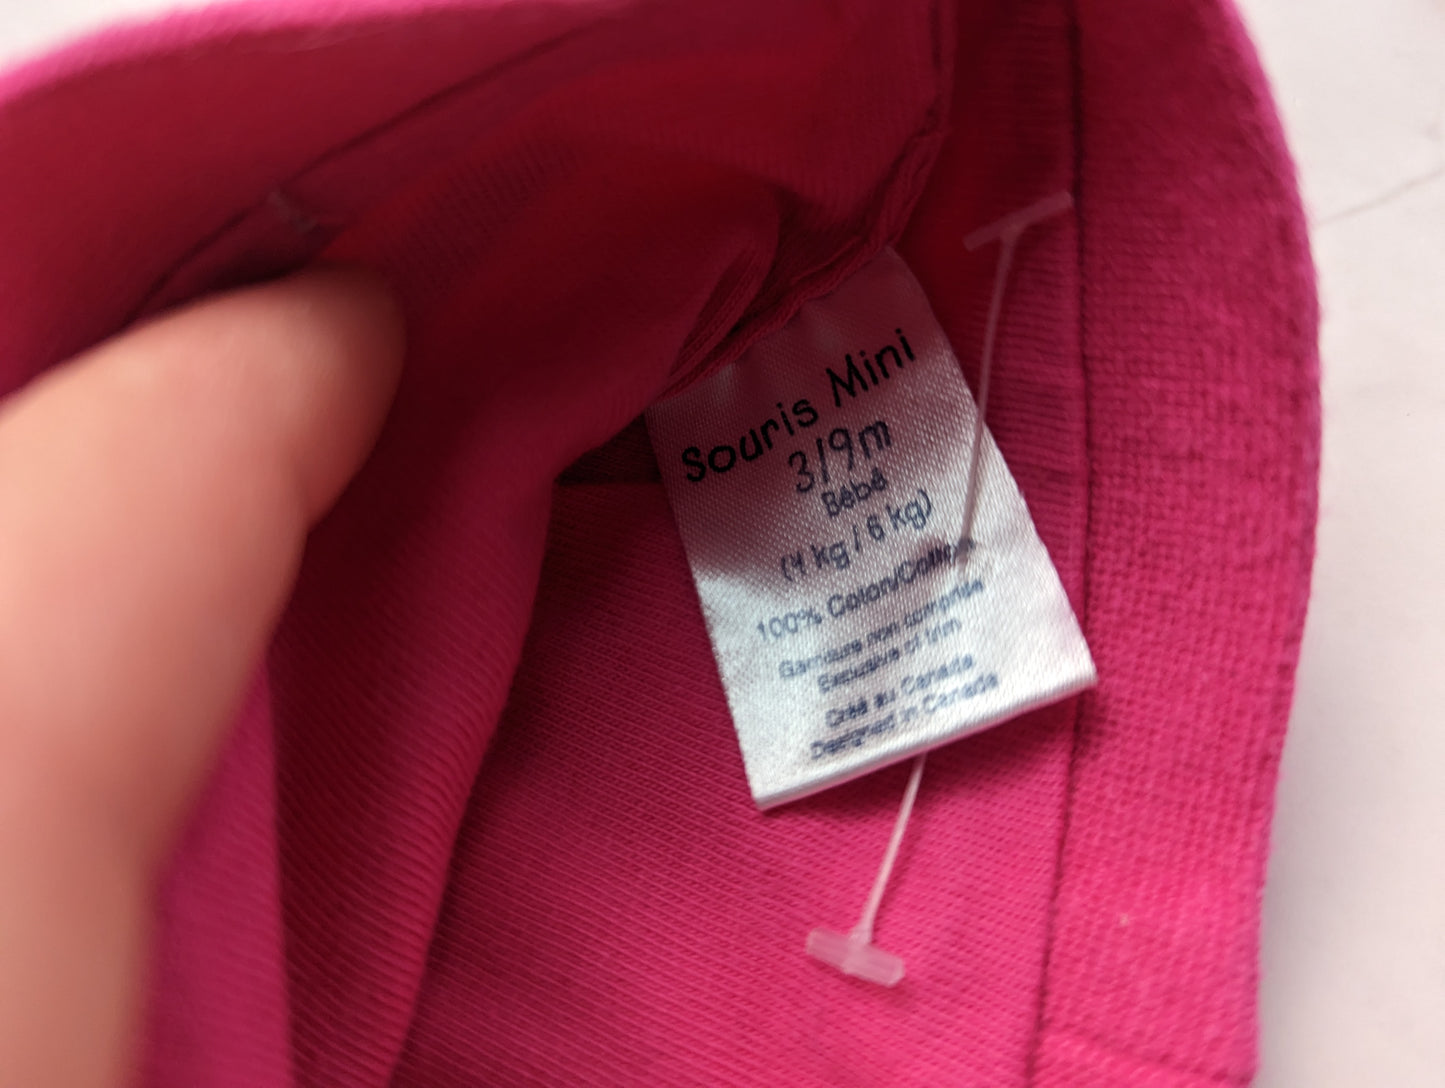 Souris Mini
3/9m
Bébé
(1 kg / 6 kg)
100% Coton/Cotton
Garniture non comprise
Exclusive of trim
Créé au Canada
Designed in Canada